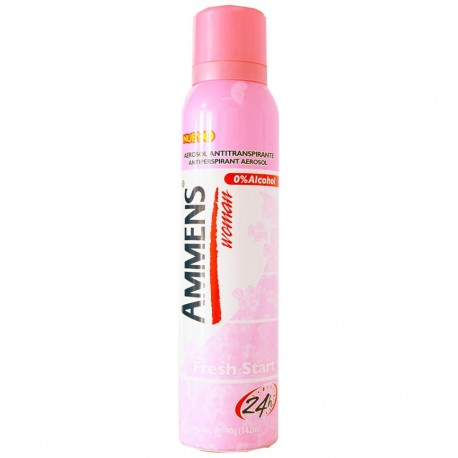 NUEVO
AEROSOL ANTITRANSPIRANTE
ANTIPERSPIRANT AEROSOL
0% Alcohol
AMMENS®
woman
Fresh Start
24h